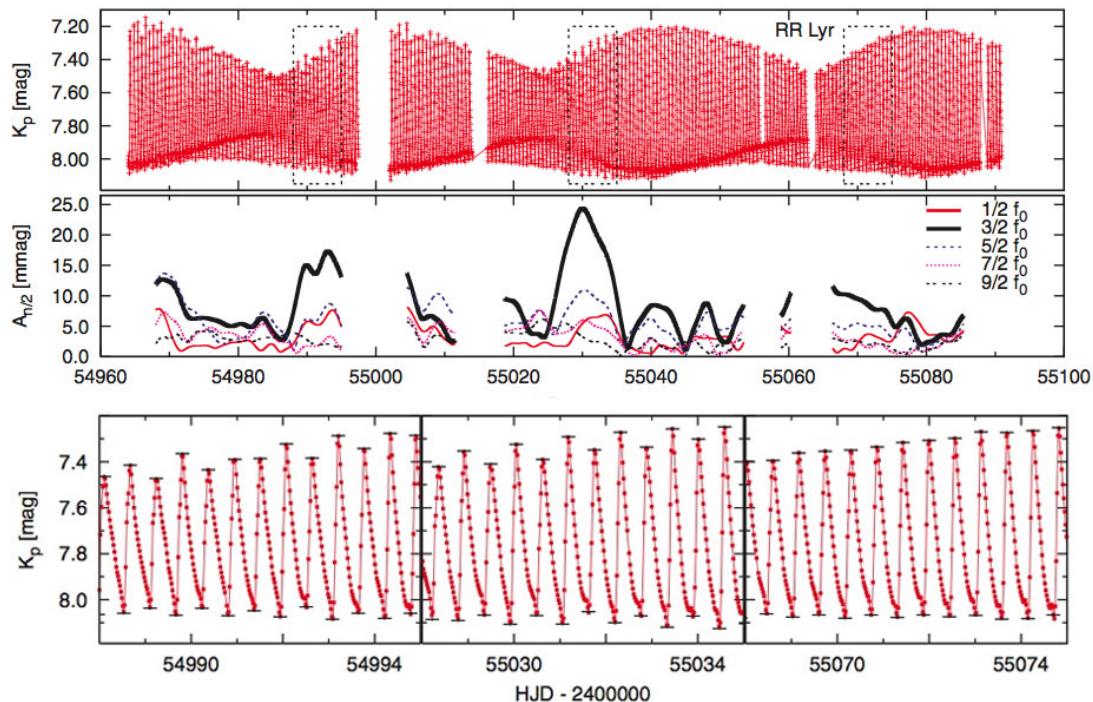 RR Lyr
7.20
7.40
7.60
7.80
8.00
Kp [mag]
25.0
20.0
15.0
10.0
5.0
0.0
An/2 [mmag]
1/2 f0
3/2 f0
5/2 f0
7/2 f0
9/2 f0
54960 54980 55000 55020 55040 55060 55080 55100
7.4
7.6
7.8
8.0
Kp [mag]
54990 54994 55030 55034 55070 55074
HJD - 2400000